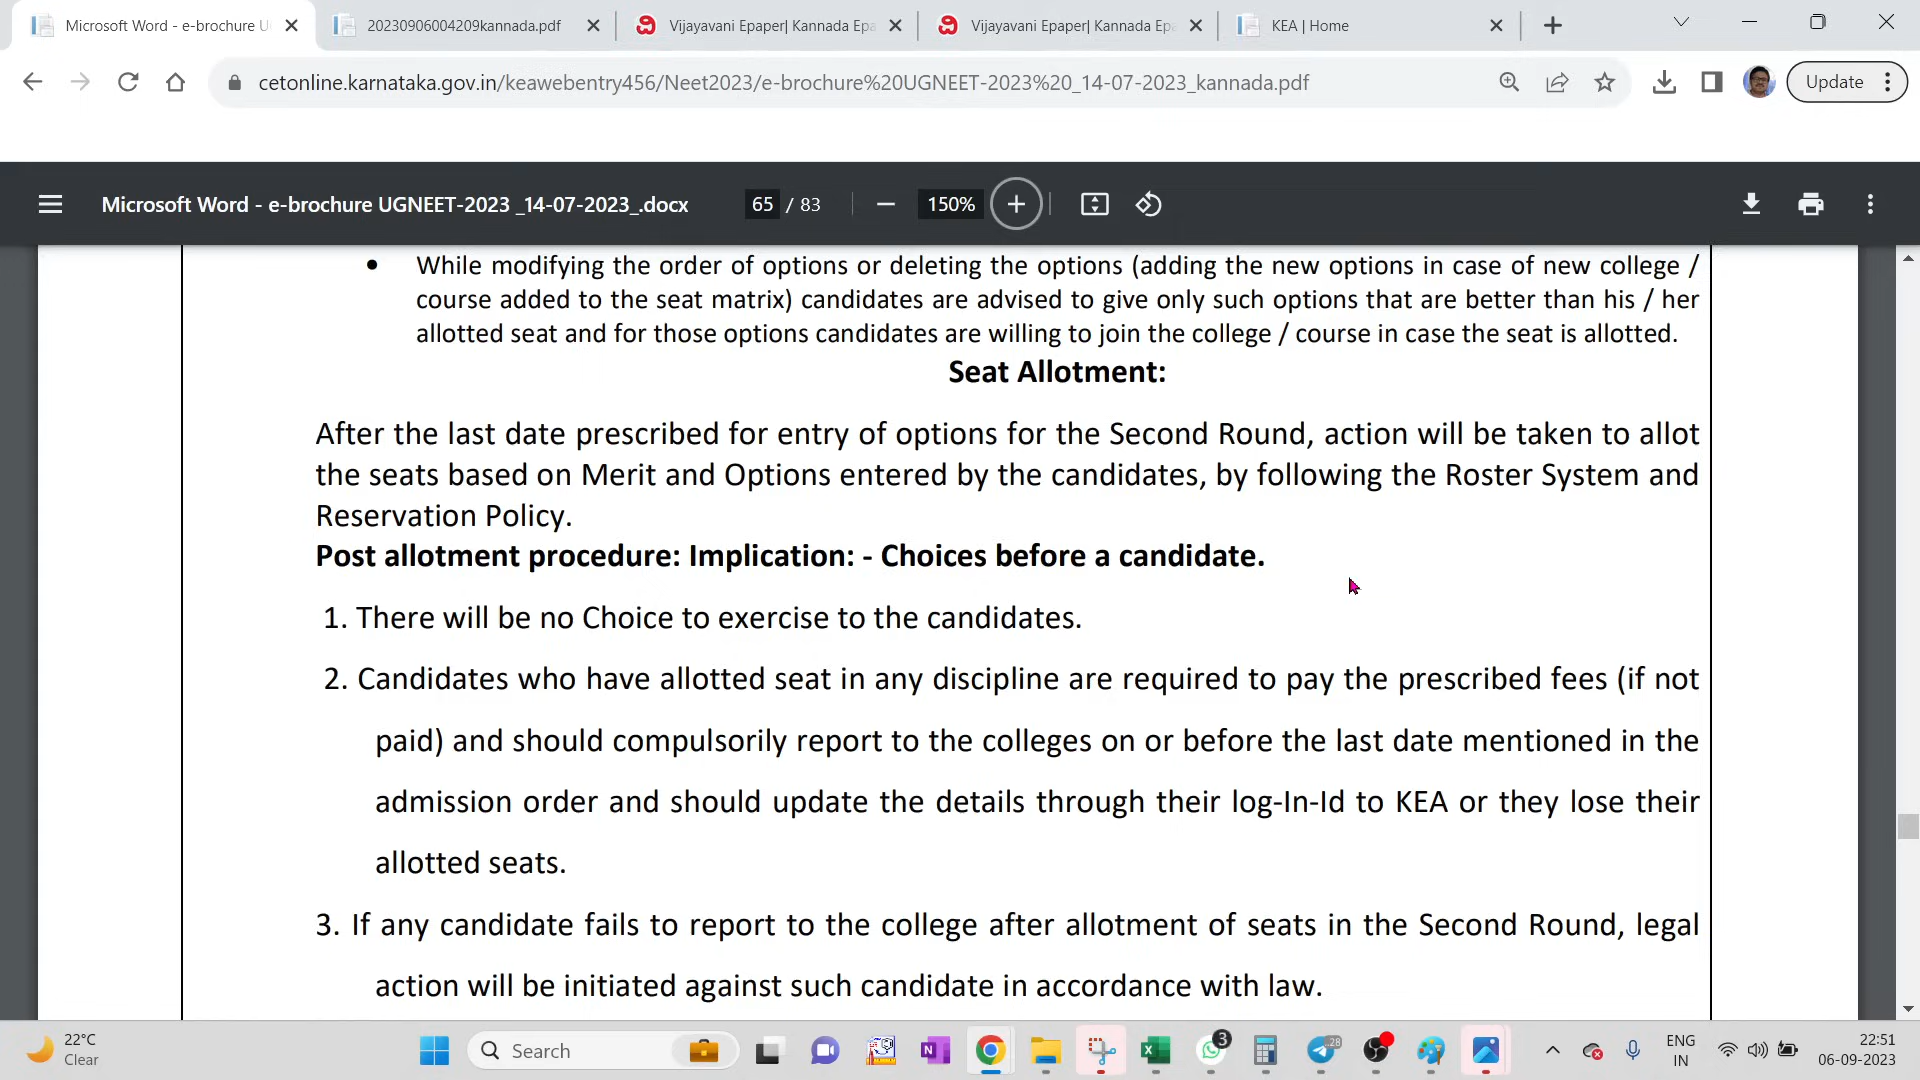 Microsoft Word - e-brochure U
20230906004209kannada.pdf
Vijayavani Epaper| Kannada Epa
Vijayavani Epaper| Kannada Epa
KEA | Home
cetonline.karnataka.gov.in/keawebentry456/Neet2023/e-brochure%20UGNEET-2023%20_14-07-2023_kannada.pdf
Update
Microsoft Word - e-brochure UGNEET-2023 _14-07-2023_.docx
65 / 83
150%
• While modifying the order of options or deleting the options (adding the new options in case of new college /
course added to the seat matrix) candidates are advised to give only such options that are better than his / her
allotted seat and for those options candidates are willing to join the college / course in case the seat is allotted.
Seat Allotment:
After the last date prescribed for entry of options for the Second Round, action will be taken to allot
the seats based on Merit and Options entered by the candidates, by following the Roster System and
Reservation Policy.
Post allotment procedure: Implication: - Choices before a candidate.
1. There will be no Choice to exercise to the candidates.
2. Candidates who have allotted seat in any discipline are required to pay the prescribed fees (if not
paid) and should compulsorily report to the colleges on or before the last date mentioned in the
admission order and should update the details through their log-In-Id to KEA or they lose their
allotted seats.
3. If any candidate fails to report to the college after allotment of seats in the Second Round, legal
action will be initiated against such candidate in accordance with law.
22°C
Clear
Search
3
28
ENG
IN
22:51
06-09-2023